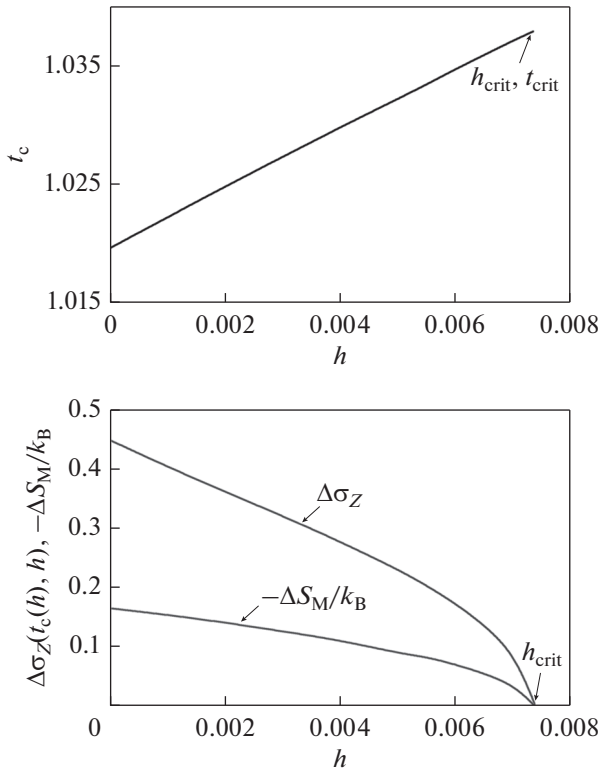 1.035
h_crit, t_crit
t_c
1.025
1.015
0 0.002 0.004 0.006 0.008
h
0.5
0.4
Δσ_Z
0.3
Δσ_Z(t_c(h), h), −ΔS_M/k_B
0.2
−ΔS_M/k_B
0.1
h_crit
0 0.002 0.004 0.006 0.008
h